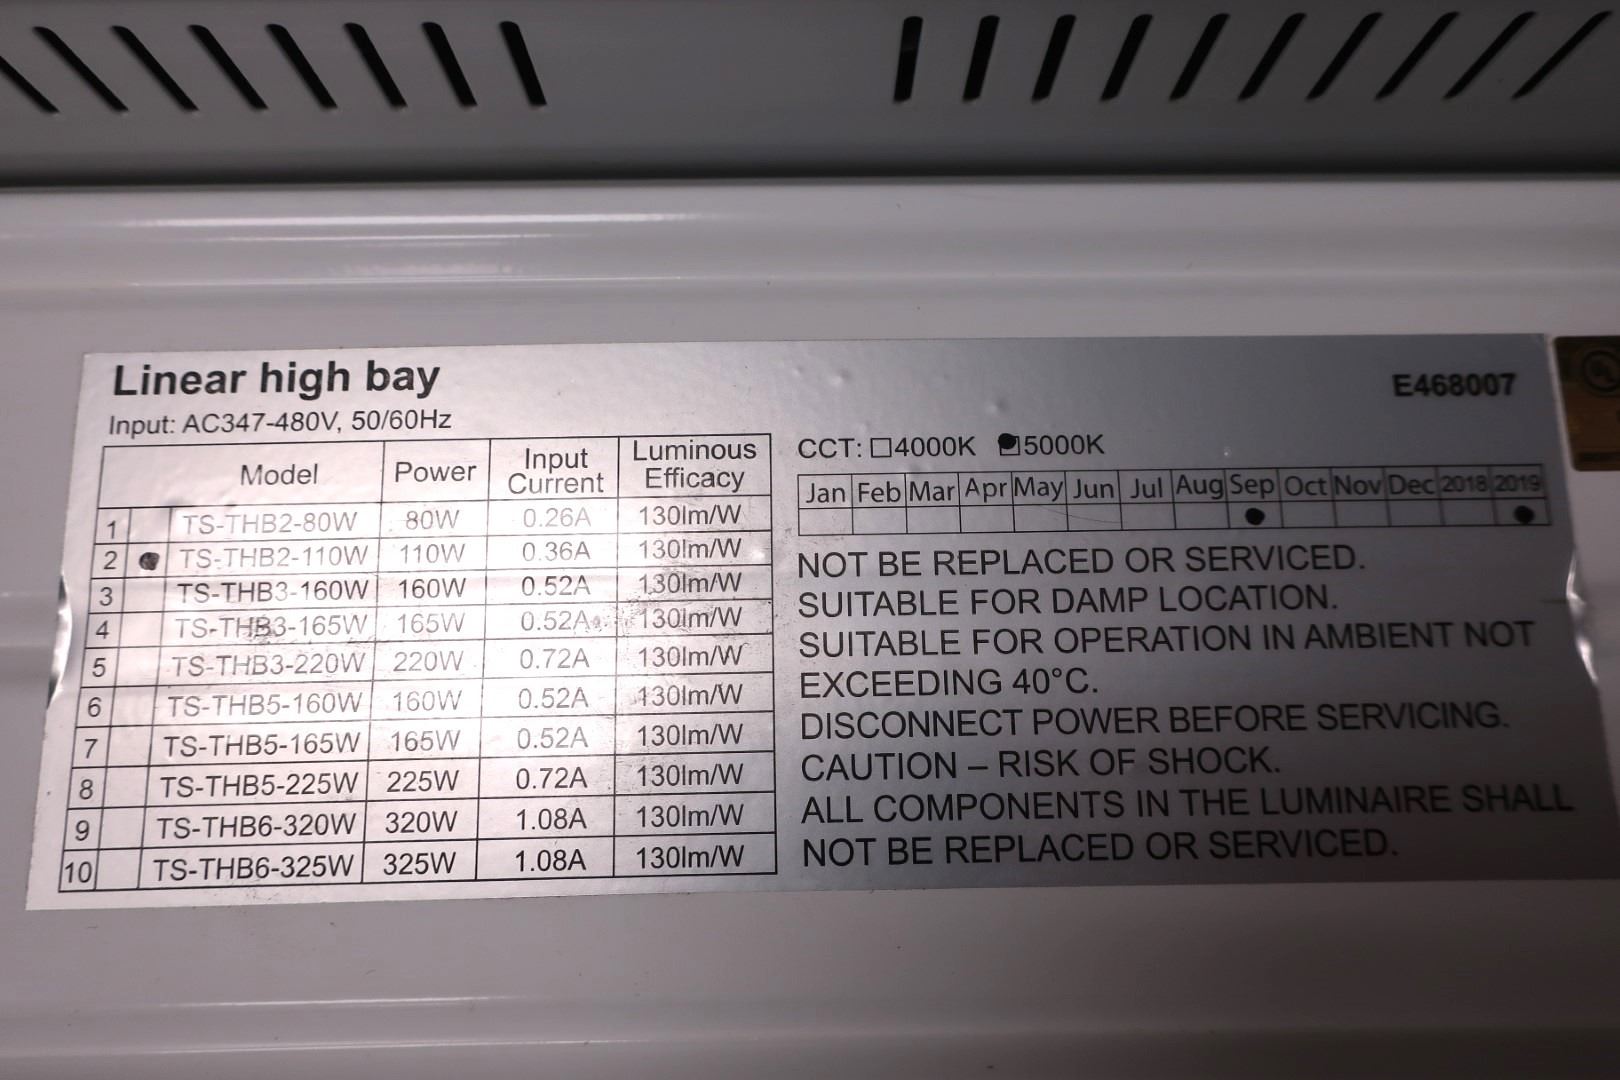 Linear high bay
E468007
Input: AC347-480V, 50/60Hz
Model Power Input Current Luminous Efficacy
1 TS-THB2-80W 80W 0.26A 130lm/W
2 TS-THB2-110W 110W 0.36A 130lm/W
3 TS-THB3-160W 160W 0.52A 130lm/W
4 TS-THB3-165W 165W 0.52A 130lm/W
5 TS-THB3-220W 220W 0.72A 130lm/W
6 TS-THB5-160W 160W 0.52A 130lm/W
7 TS-THB5-165W 165W 0.52A 130lm/W
8 TS-THB5-225W 225W 0.72A 130lm/W
9 TS-THB6-320W 320W 1.08A 130lm/W
10 TS-THB6-325W 325W 1.08A 130lm/W
CCT: 4000K 5000K
Jan Feb Mar Apr May Jun Jul Aug Sep Oct Nov Dec 2018 2019
NOT BE REPLACED OR SERVICED.
SUITABLE FOR DAMP LOCATION.
SUITABLE FOR OPERATION IN AMBIENT NOT
EXCEEDING 40°C.
DISCONNECT POWER BEFORE SERVICING.
CAUTION – RISK OF SHOCK.
ALL COMPONENTS IN THE LUMINAIRE SHALL
NOT BE REPLACED OR SERVICED.